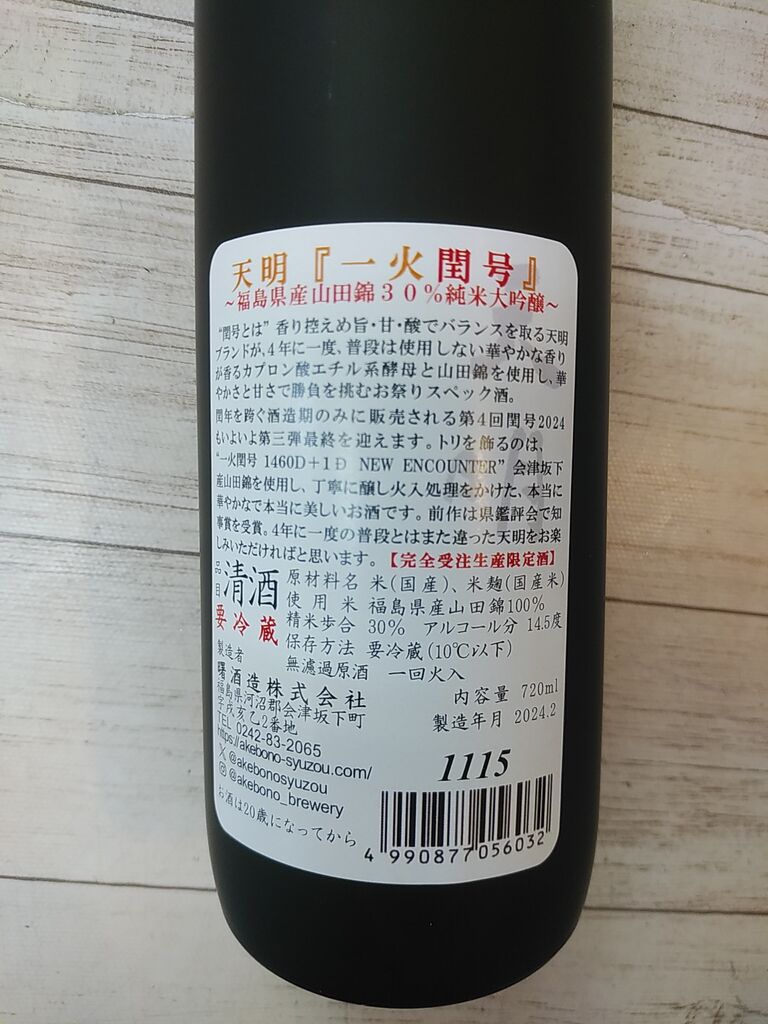 天明『一火閏号』
～福島県産山田錦３０％純米大吟醸～
“閏号とは” 香り控えめ旨・甘・酸でバランスを取る天明
ブランドが、4年に一度、普段は使用しない華やかな香り
が香るカプロン酸エチル系酵母と山田錦を使用し、華
やかさと甘さで勝負を挑むお祭りスペック酒。
閏年を跨ぐ酒造期のみに販売される第4回閏号2024
もいよいよ第三弾最終を迎えます。トリを飾るのは、
“一火閏号 1460D＋1Ｄ NEW ENCOUNTER” 会津坂下
産山田錦を使用し、丁寧に醸し火入処理をかけた、本当に
華やかなで本当に美しいお酒です。前作は県鑑評会で知
事賞を受賞。4年に一度の普段とはまた違った天明をお楽
しみいただければと思います。【完全受注生産限定酒】
品目 清酒
要冷蔵
原材料名 米(国産)、米麹(国産米)
使用米 福島県産山田錦100%
精米歩合 30% アルコール分 14.5度
保存方法 要冷蔵(10℃以下)
無濾過原酒 一回火入
製造者
曙酒造株式会社
福島県河沼郡会津坂下町
字戌亥乙2番地
TEL 0242-83-2065
https://akebono-syuzou.com/
X @akebonosyuzou
@akebono_brewery
お酒は20歳になってから
内容量 720ml
製造年月 2024.2
1115
4 990877 056032